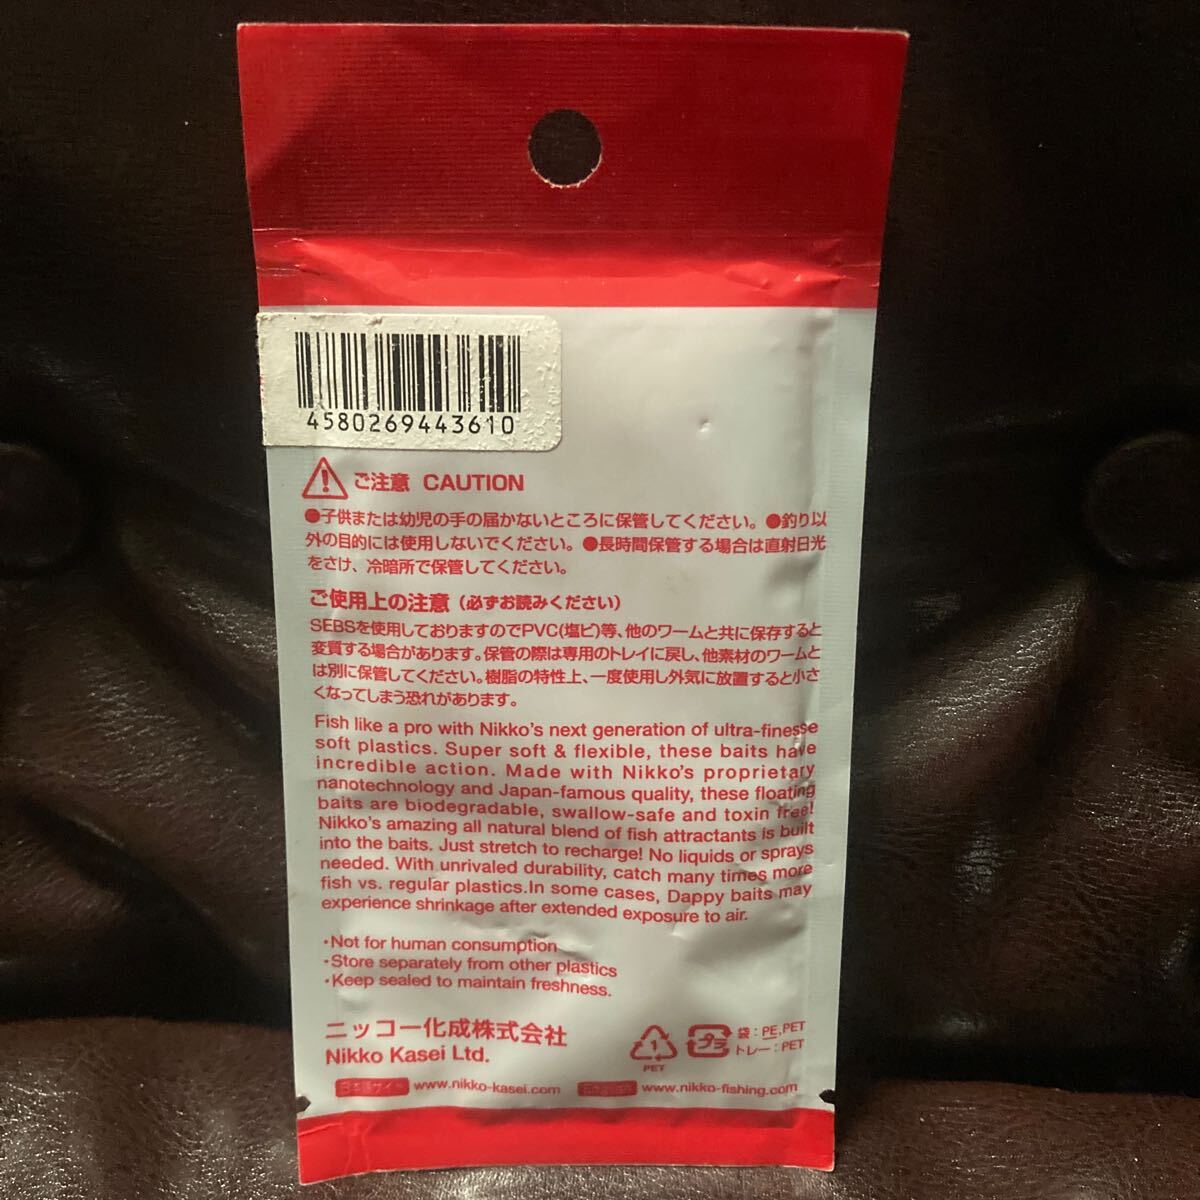 4580269443610
ご注意 CAUTION
●子供または幼児の手の届かないところに保管してください。●釣り以
外の目的には使用しないでください。●長時間保管する場合は直射日光
をさけ、冷暗所で保管してください。
ご使用上の注意（必ずお読みください）
SEBSを使用しておりますのでPVC(塩ビ)等、他のワームと共に保存すると
変質する場合があります。保管の際は専用のトレイに戻し、他素材のワームと
は別に保管してください。樹脂の特性上、一度使用し外気に放置すると小さ
くなってしまう恐れがあります。
Fish like a pro with Nikko's next generation of ultra-finesse
soft plastics. Super soft & flexible, these baits have
incredible action. Made with Nikko's proprietary
nanotechnology and Japan-famous quality, these floating
baits are biodegradable, swallow-safe and toxin free!
Nikko's amazing all natural blend of fish attractants is built
into the baits. Just stretch to recharge! No liquids or sprays
needed. With unrivaled durability, catch many times more
fish vs. regular plastics.In some cases, Dappy baits may
experience shrinkage after extended exposure to air.
・Not for human consumption
・Store separately from other plastics
・Keep sealed to maintain freshness.
ニッコー化成株式会社
Nikko Kasei Ltd.
1
PET
プラ
袋：PE,PET
トレー：PET
www.nikko-kasei.com
www.nikko-fishing.com